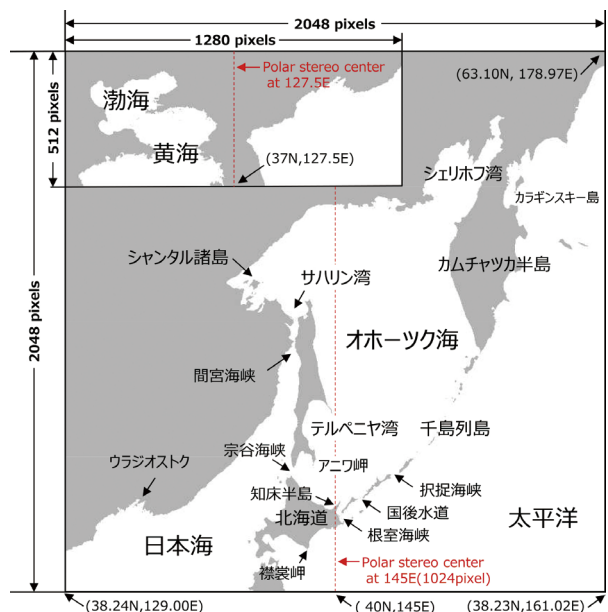 2048 pixels
1280 pixels
Polar stereo center
at 127.5E
(63.10N, 178.97E)
512 pixels
渤海
黄海
(37N,127.5E)
シェリホフ湾
カラギンスキー島
シャンタル諸島
カムチャツカ半島
サハリン湾
2048 pixels
オホーツク海
間宮海峡
テルペニヤ湾
千島列島
宗谷海峡
アニワ岬
ウラジオストク
択捉海峡
知床半島
国後水道
北海道
太平洋
根室海峡
日本海
襟裳岬
Polar stereo center
at 145E(1024pixel)
(38.24N,129.00E)
( 40N,145E)
(38.23N,161.02E)